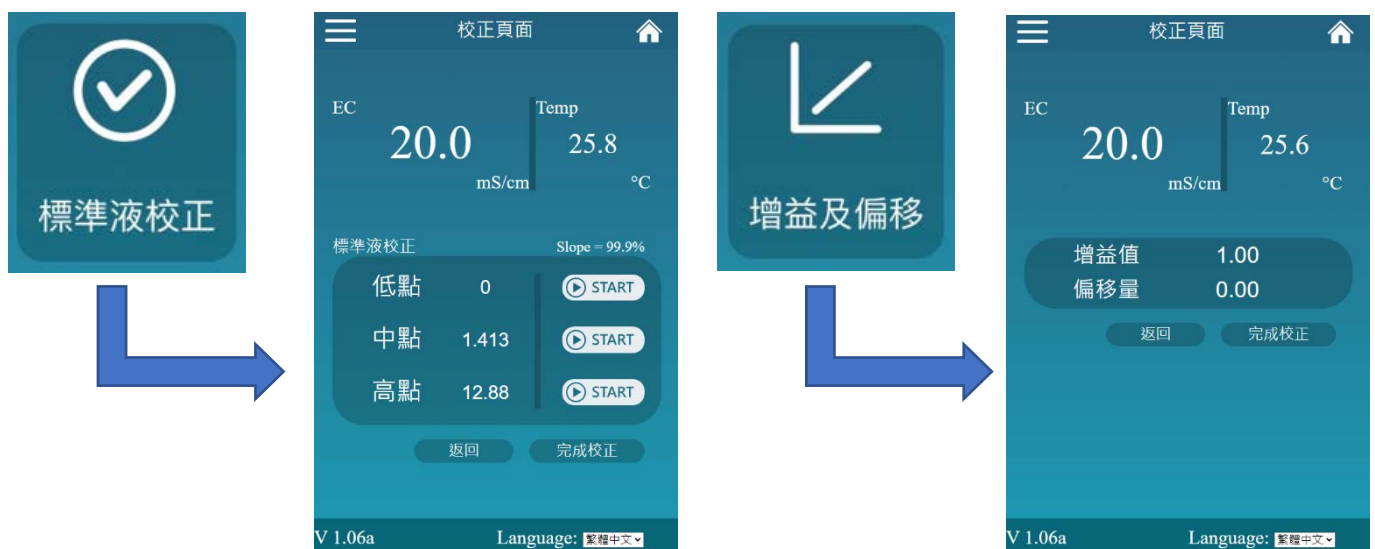 標準液校正
校正頁面
EC
20.0
mS/cm
Temp
25.8
°C
標準液校正 Slope = 99.9%
低點 0 START
中點 1.413 START
高點 12.88 START
返回 完成校正
V 1.06a Language: 繁體中文
增益及偏移
校正頁面
EC
20.0
mS/cm
Temp
25.6
°C
增益值 1.00
偏移量 0.00
返回 完成校正
V 1.06a Language: 繁體中文